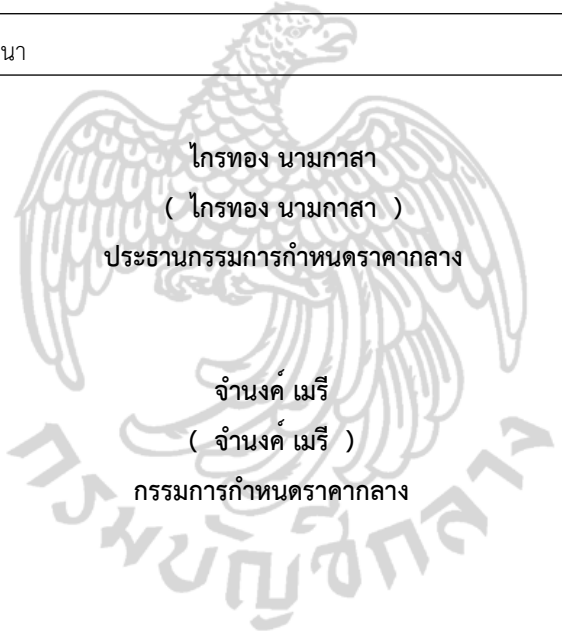 นา
ไกรทอง นามกาสา
( ไกรทอง นามกาสา )
ประธานกรรมการกำหนดราคากลาง
จำนงค์ เมรี
( จำนงค์ เมรี )
กรรมการกำหนดราคากลาง
กรมบัญชีกลาง